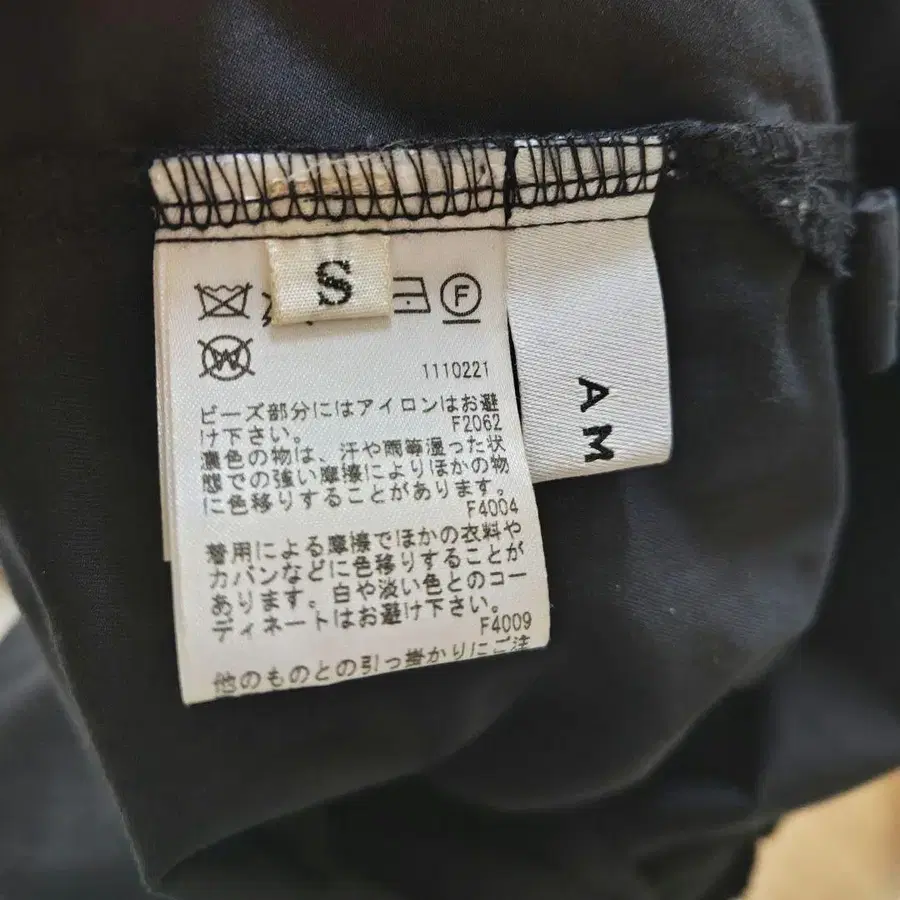 S
F
W
1110221
ビーズ部分にはアイロンはお避
け下さい。
F2062
濃色の物は、汗や雨等湿った状
態での強い摩擦によりほかの物
に色移りすることがあります。
F4004
着用による摩擦でほかの衣料や
カバンなどに色移りすることが
あります。白や淡い色とのコー
ディネートはお避け下さい。
F4009
他のものとの引っ掛かりにご注
AM